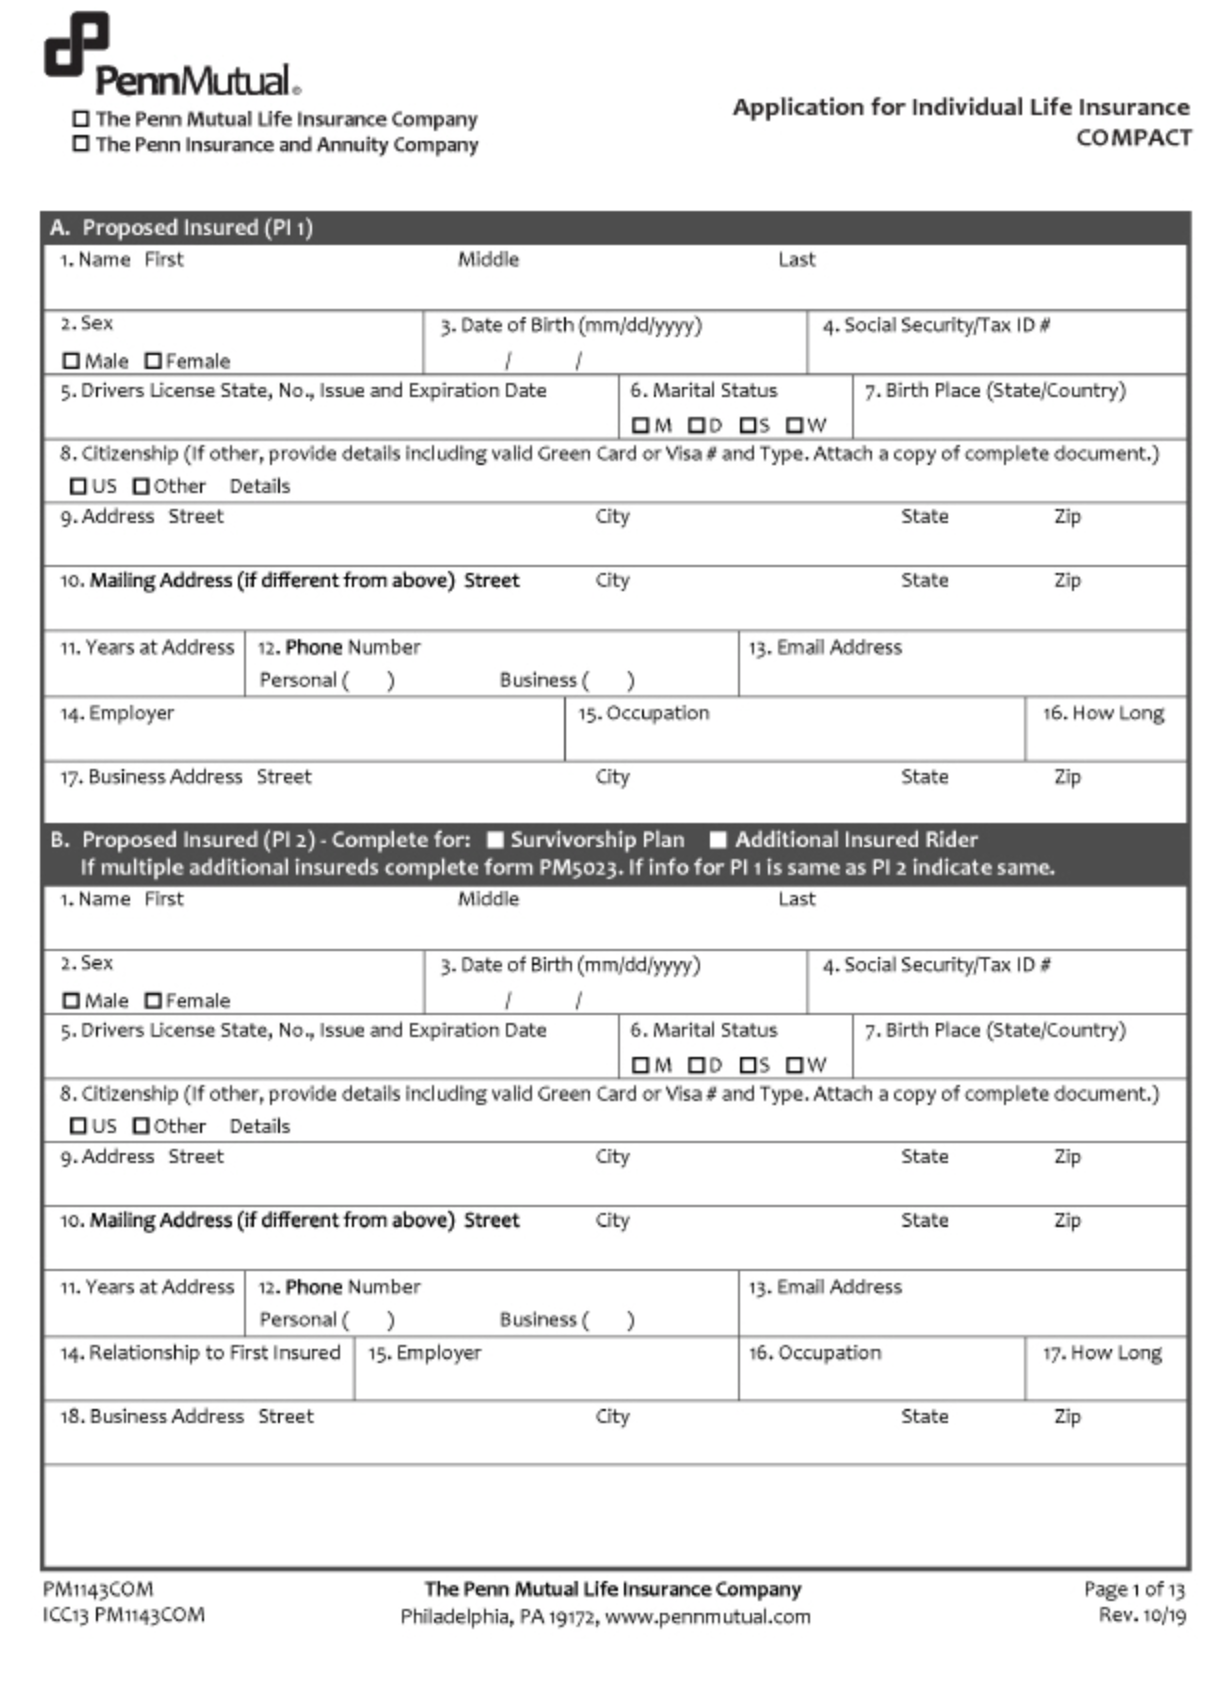 PennMutual®
☐ The Penn Mutual Life Insurance Company
☐ The Penn Insurance and Annuity Company
Application for Individual Life Insurance
COMPACT
A. Proposed Insured (PI 1)
1. Name First Middle Last
2. Sex 3. Date of Birth (mm/dd/yyyy) 4. Social Security/Tax ID #
☐ Male ☐ Female / /
5. Drivers License State, No., Issue and Expiration Date 6. Marital Status 7. Birth Place (State/Country)
☐ M ☐ D ☐ S ☐ W
8. Citizenship (If other, provide details including valid Green Card or Visa # and Type. Attach a copy of complete document.)
☐ US ☐ Other Details
9. Address Street City State Zip
10. Mailing Address (if different from above) Street City State Zip
11. Years at Address 12. Phone Number 13. Email Address
Personal ( ) Business ( )
14. Employer 15. Occupation 16. How Long
17. Business Address Street City State Zip
B. Proposed Insured (PI 2) - Complete for: ☐ Survivorship Plan ☐ Additional Insured Rider
If multiple additional insureds complete form PM5023. If info for PI 1 is same as PI 2 indicate same.
1. Name First Middle Last
2. Sex 3. Date of Birth (mm/dd/yyyy) 4. Social Security/Tax ID #
☐ Male ☐ Female / /
5. Drivers License State, No., Issue and Expiration Date 6. Marital Status 7. Birth Place (State/Country)
☐ M ☐ D ☐ S ☐ W
8. Citizenship (If other, provide details including valid Green Card or Visa # and Type. Attach a copy of complete document.)
☐ US ☐ Other Details
9. Address Street City State Zip
10. Mailing Address (if different from above) Street City State Zip
11. Years at Address 12. Phone Number 13. Email Address
Personal ( ) Business ( )
14. Relationship to First Insured 15. Employer 16. Occupation 17. How Long
18. Business Address Street City State Zip
PM1143COM The Penn Mutual Life Insurance Company Page 1 of 13
ICC13 PM1143COM Philadelphia, PA 19172, www.pennmutual.com Rev. 10/19